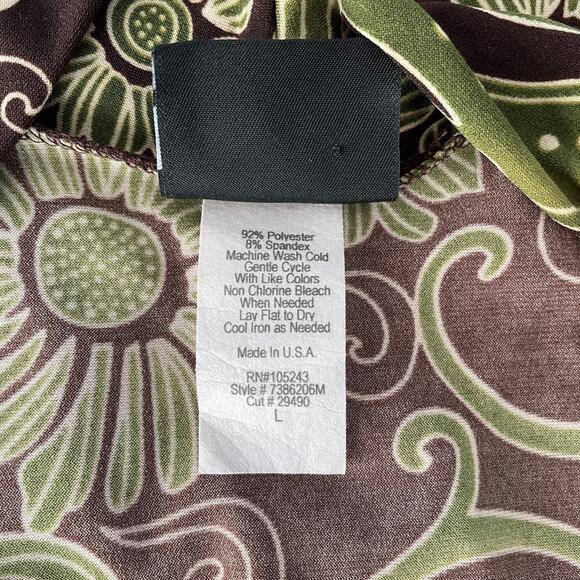 92% Polyester
8% Spandex
Machine Wash Cold
Gentle Cycle
With Like Colors
Non Chlorine Bleach
When Needed
Lay Flat to Dry
Cool Iron as Needed
Made In U.S.A.
RN#105243
Style # 7386206M
Cut # 29490
L